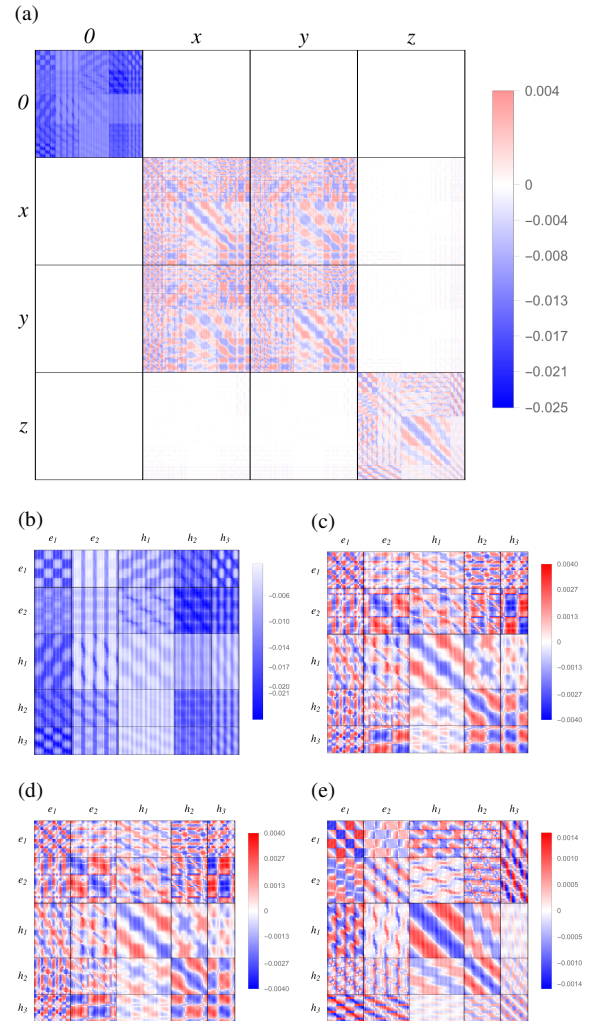 (a)
0 x y z
0
x
y
z
0.004
0
−0.004
−0.008
−0.013
−0.017
−0.021
−0.025
(b)
e1 e2 h1 h2 h3
e1
e2
h1
h2
h3
−0.006
−0.010
−0.014
−0.017
−0.020
−0.021
(c)
e1 e2 h1 h2 h3
e1
e2
h1
h2
h3
0.0040
0.0027
0.0013
0
−0.0013
−0.0027
−0.0040
(d)
e1 e2 h1 h2 h3
e1
e2
h1
h2
h3
0.0040
0.0027
0.0013
0
−0.0013
−0.0027
−0.0040
(e)
e1 e2 h1 h2 h3
e1
e2
h1
h2
h3
0.0014
0.0010
0.0005
0
−0.0005
−0.0010
−0.0014